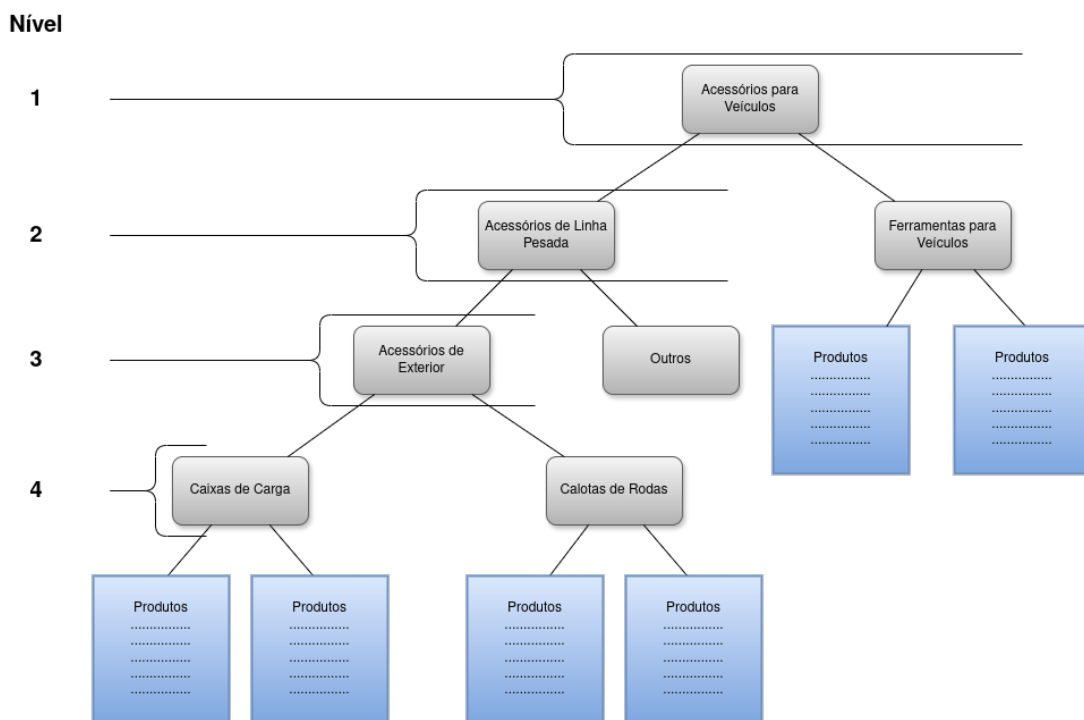 Nível
1
Acessórios para
Veículos
2
Acessórios de Linha
Pesada
Ferramentas para
Veículos
3
Acessórios de
Exterior
Outros
Produtos
................
................
................
................
................
Produtos
................
................
................
................
................
4
Caixas de Carga
Calotas de Rodas
Produtos
................
................
................
................
................
Produtos
................
................
................
................
................
Produtos
................
................
................
................
................
Produtos
................
................
................
................
................